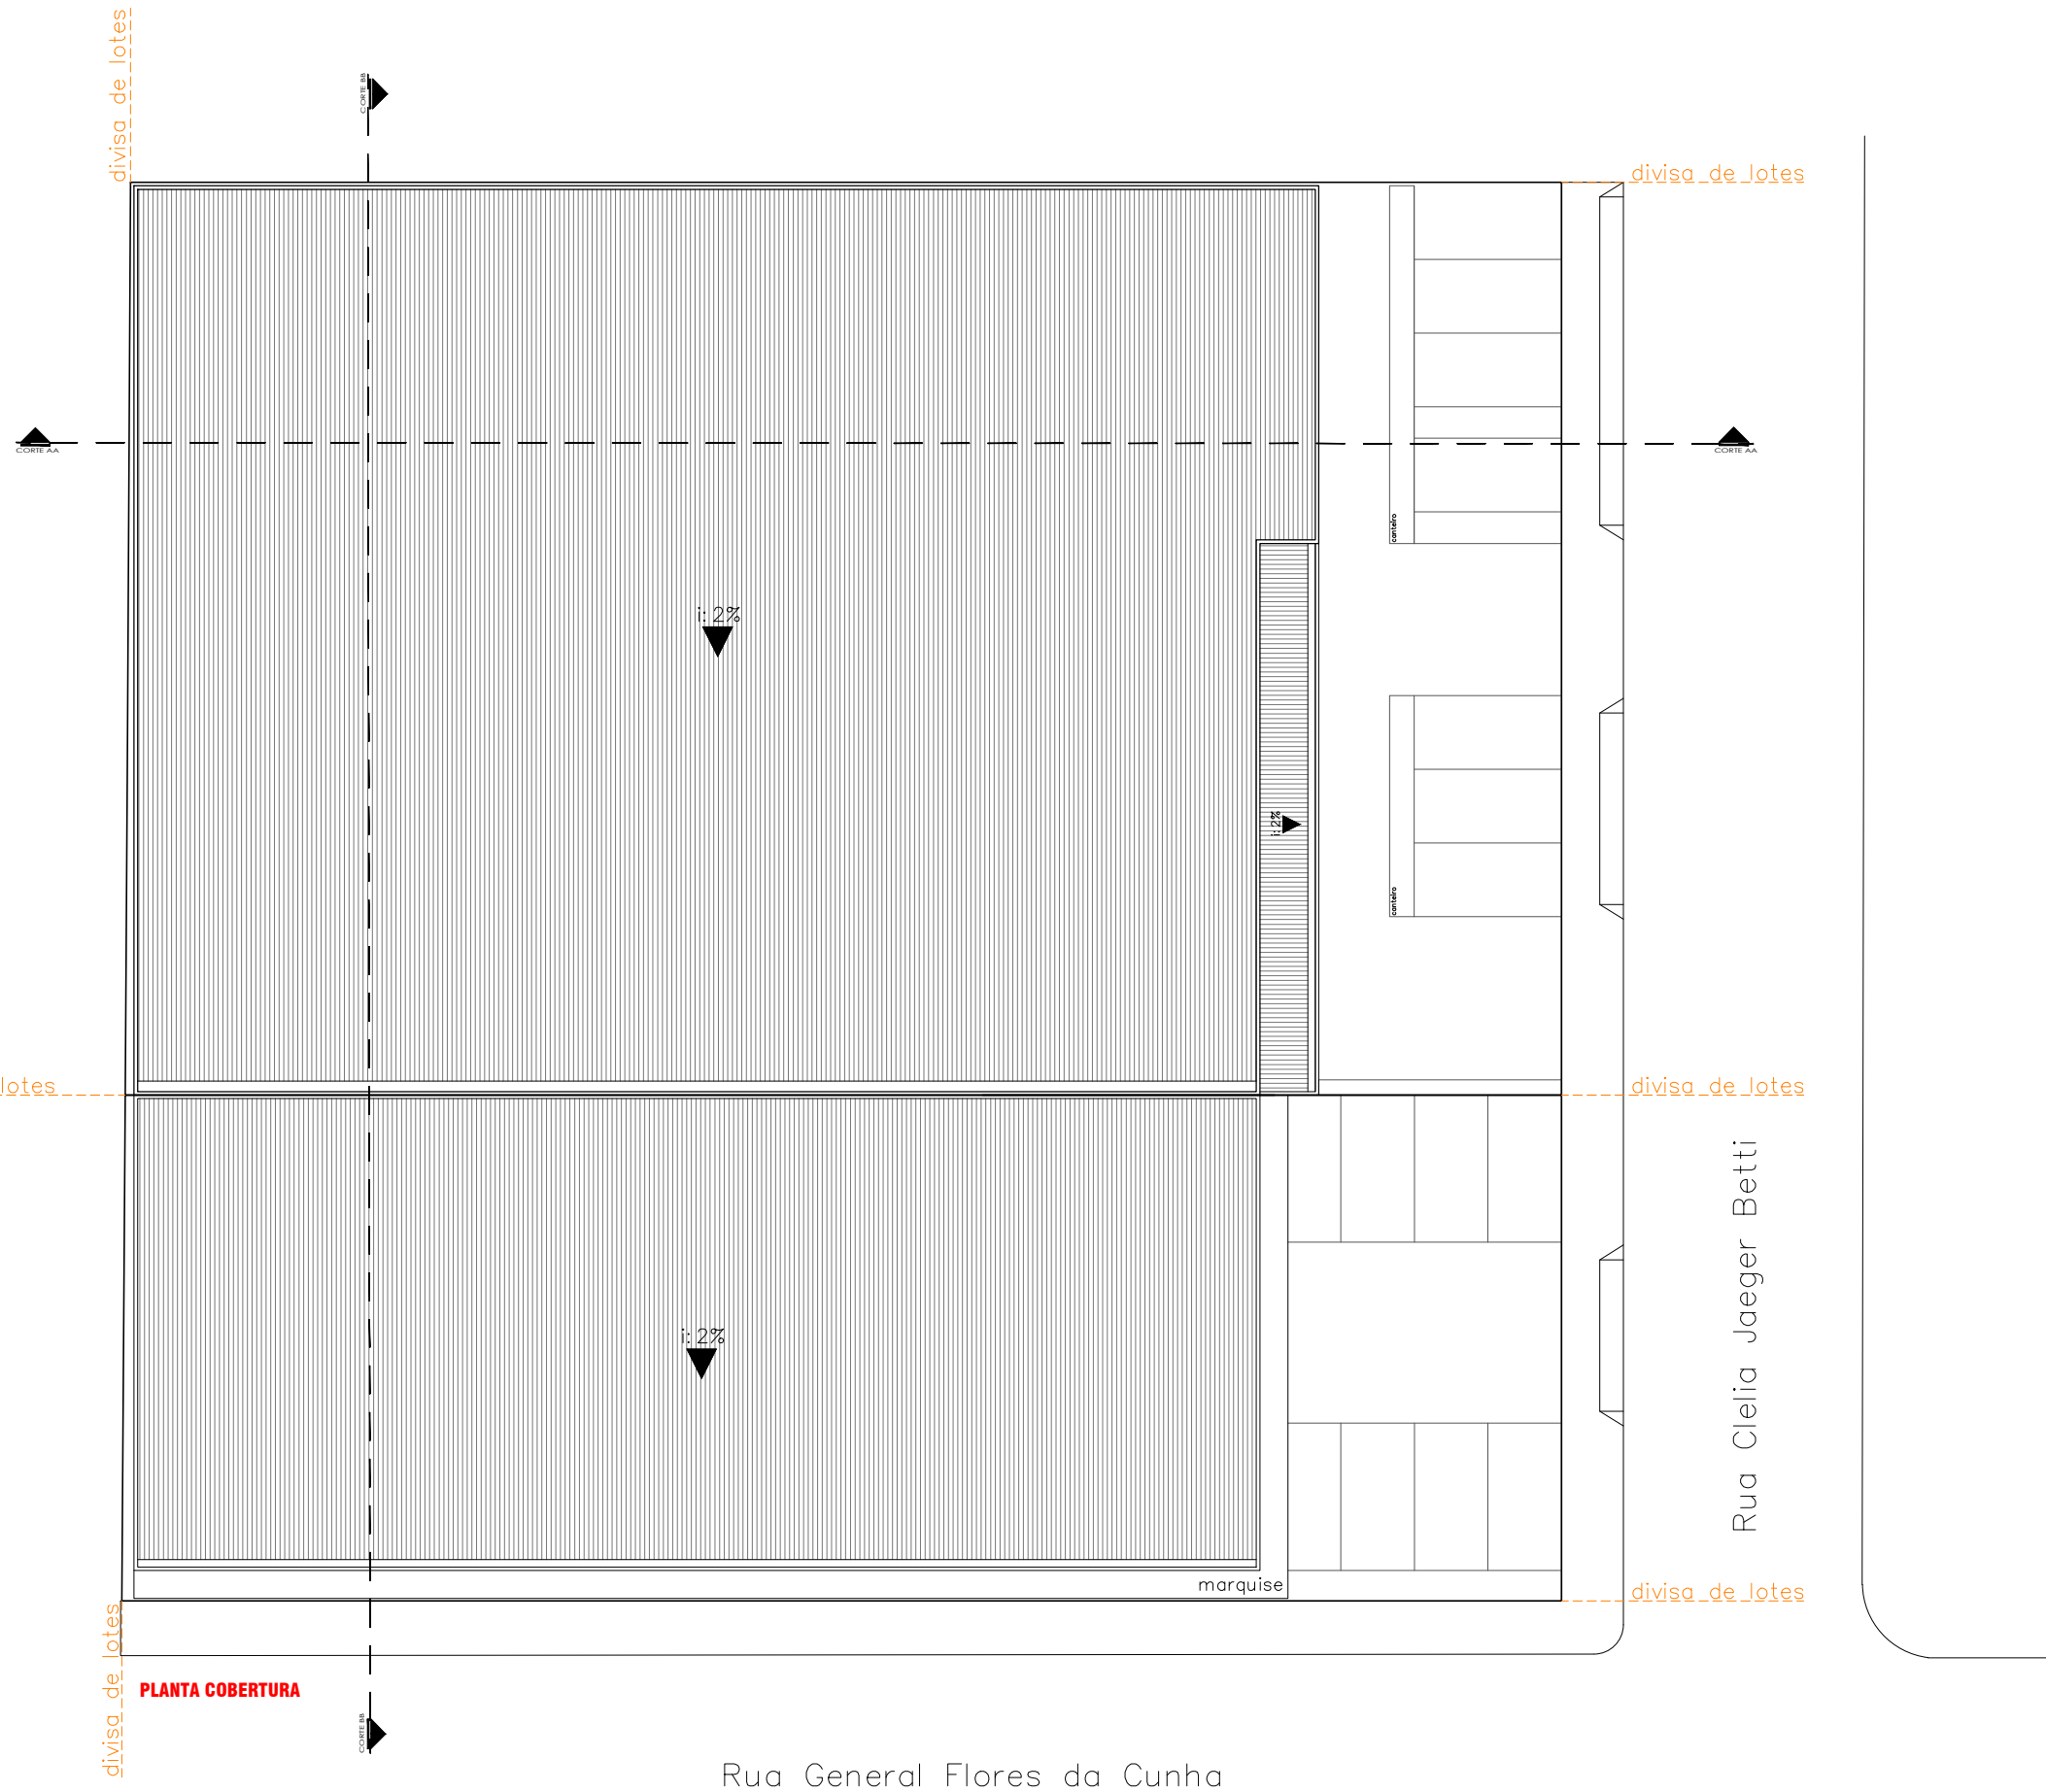 divisa de lotes
CORTE BB
divisa de lotes
CORTE AA
CORTE AA
canteiro
i: 2%
i: 2%
canteiro
lotes
divisa de lotes
Rua Clelia Jaeger Betti
i: 2%
marquise
divisa de lotes
divisa de lotes
PLANTA COBERTURA
CORTE BB
Rua General Flores da Cunha